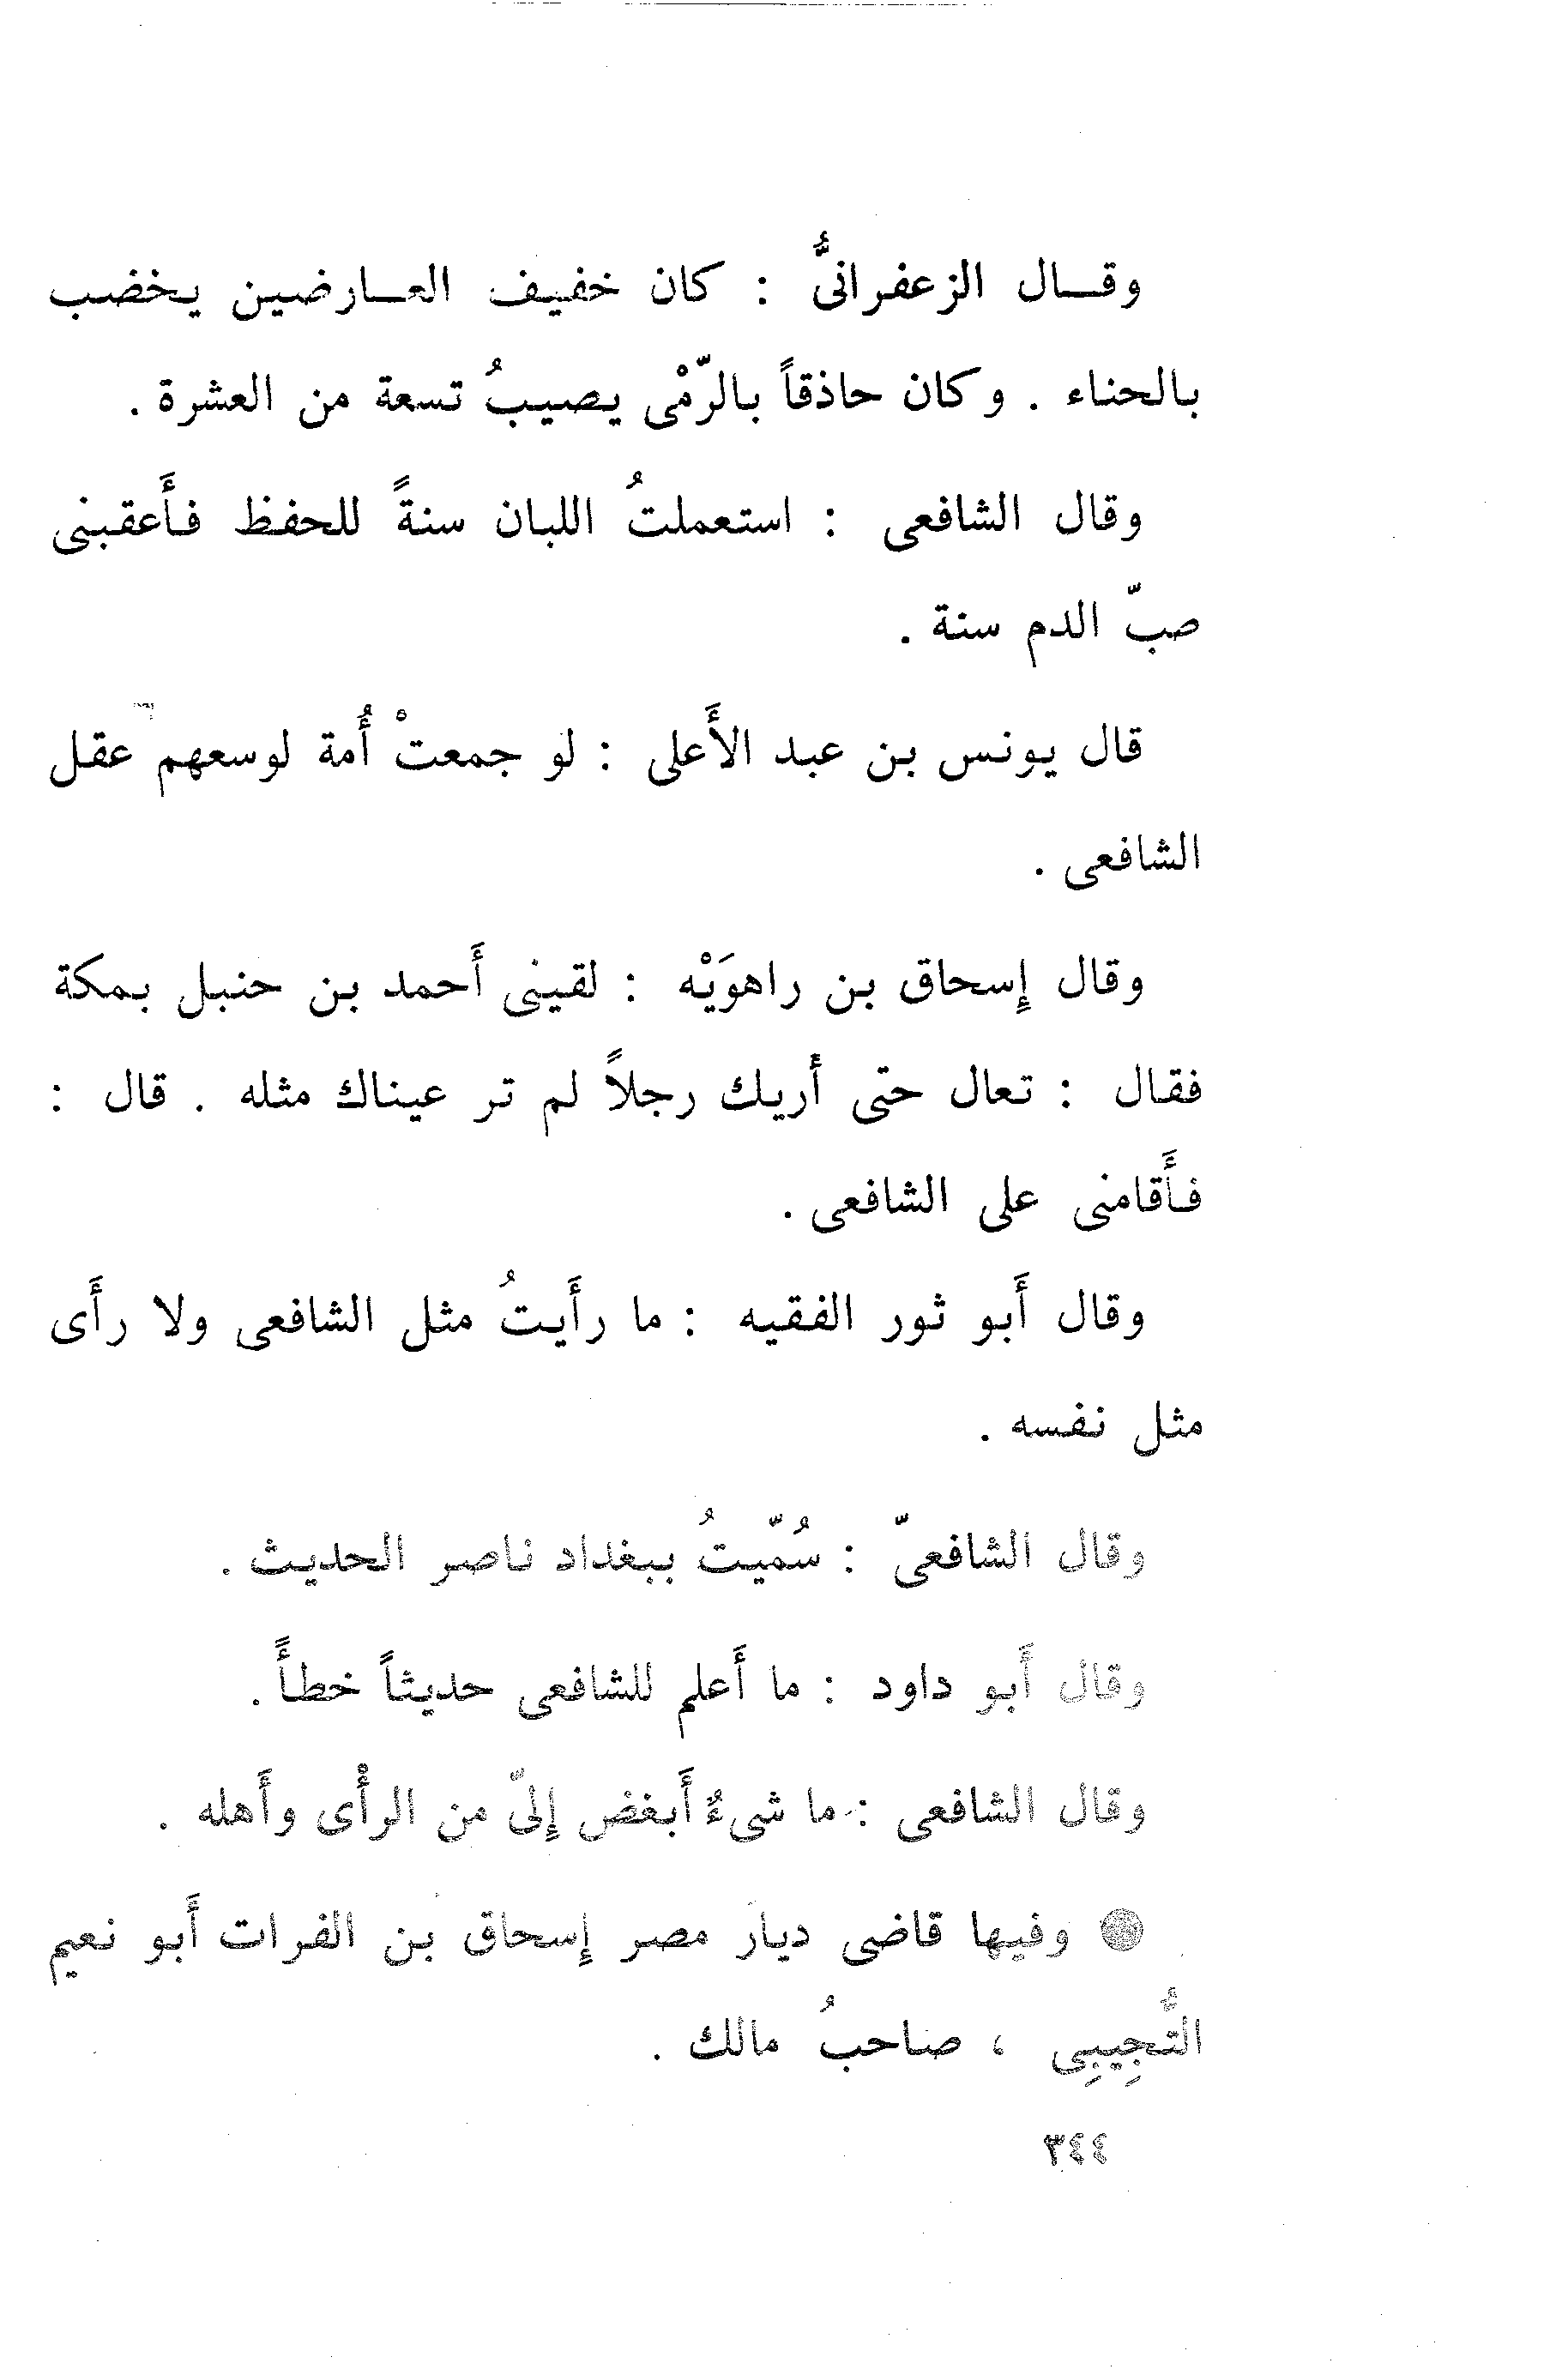 وقــال الزعفرانىُّ : كان خفيف العــارضين يخضب
بالحناء . وكان حاذقاً بالرّمْى يصيبُ تسعة من العشرة .
وقال الشافعى : استعملتُ اللبان سنةً للحفظ فأَعقبنى
صبّ الدم سنة .
قال يونس بن عبد الأَعلى : لو جمعتْ أُمة لوسعهم عقل
الشافعى .
وقال إسحاق بن راهوَيْه : لقينى أَحمد بن حنبل بمكة
فقال : تعال حتى أُريك رجلاً لم تر عيناك مثله . قال :
فأَقامنى على الشافعى .
وقال أَبو ثور الفقيه : ما رأَيتُ مثل الشافعى ولا رأَى
مثل نفسه .
وقال الشافعىّ : سُمّيتُ ببغداد ناصر الحديث .
وقال أَبو داود : ما أَعلم للشافعى حديثاً خطأً .
وقال الشافعى : ما شىءٌ أَبغض إلىّ من الرأْى وأَهله .
● وفيها قاضى ديار مصر إسحاق بن الفرات أَبو نعيم
التُّجِيبِى ، صاحبُ مالك .
٣٤٤